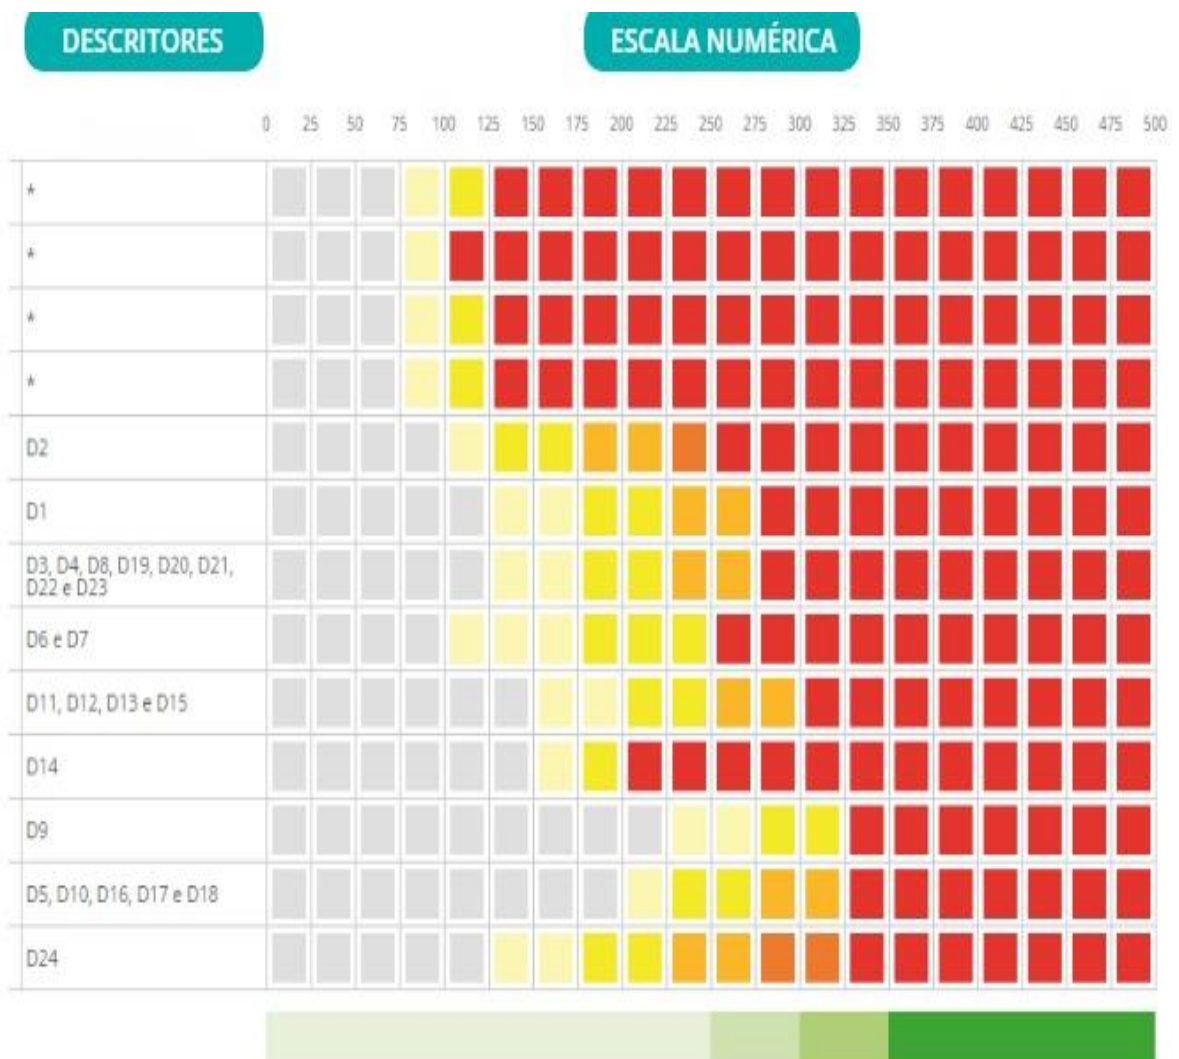 DESCRITORES
ESCALA NUMÉRICA
0 25 50 75 100 125 150 175 200 225 250 275 300 325 350 375 400 425 450 475 500
*
*
*
*
D2
D1
D3, D4, D8, D19, D20, D21,
D22 e D23
D6 e D7
D11, D12, D13 e D15
D14
D9
D5, D10, D16, D17 e D18
D24